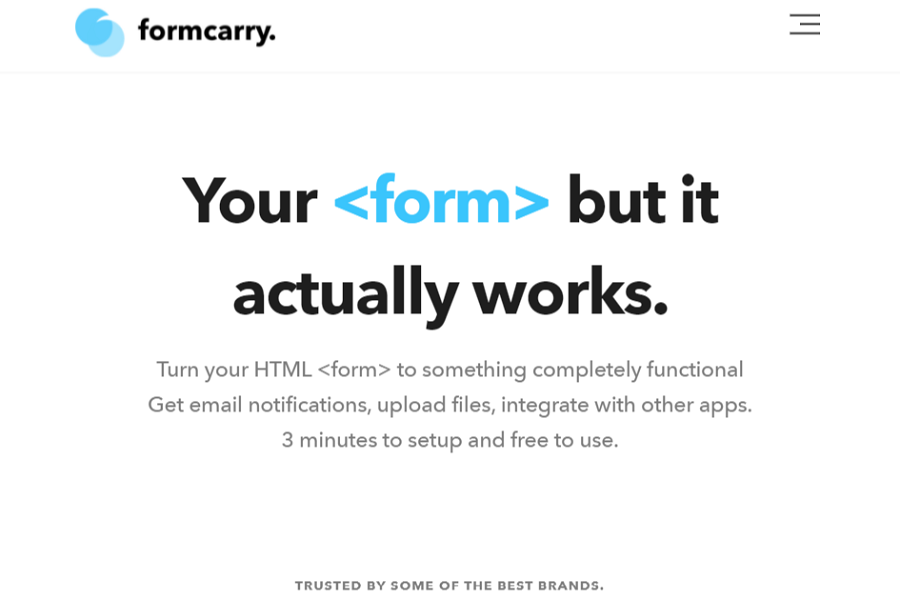 formcarry.
Your <form> but it
actually works.
Turn your HTML <form> to something completely functional
Get email notifications, upload files, integrate with other apps.
3 minutes to setup and free to use.
TRUSTED BY SOME OF THE BEST BRANDS.